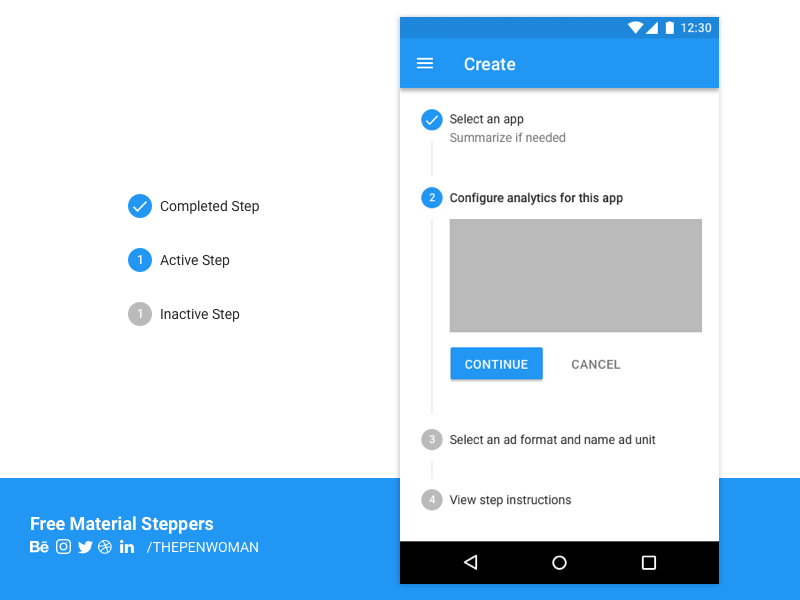 Completed Step
1 Active Step
1 Inactive Step
Free Material Steppers
Bē in /THEPENWOMAN
12:30
Create
Select an app
Summarize if needed
2 Configure analytics for this app
CONTINUE CANCEL
3 Select an ad format and name ad unit
4 View step instructions